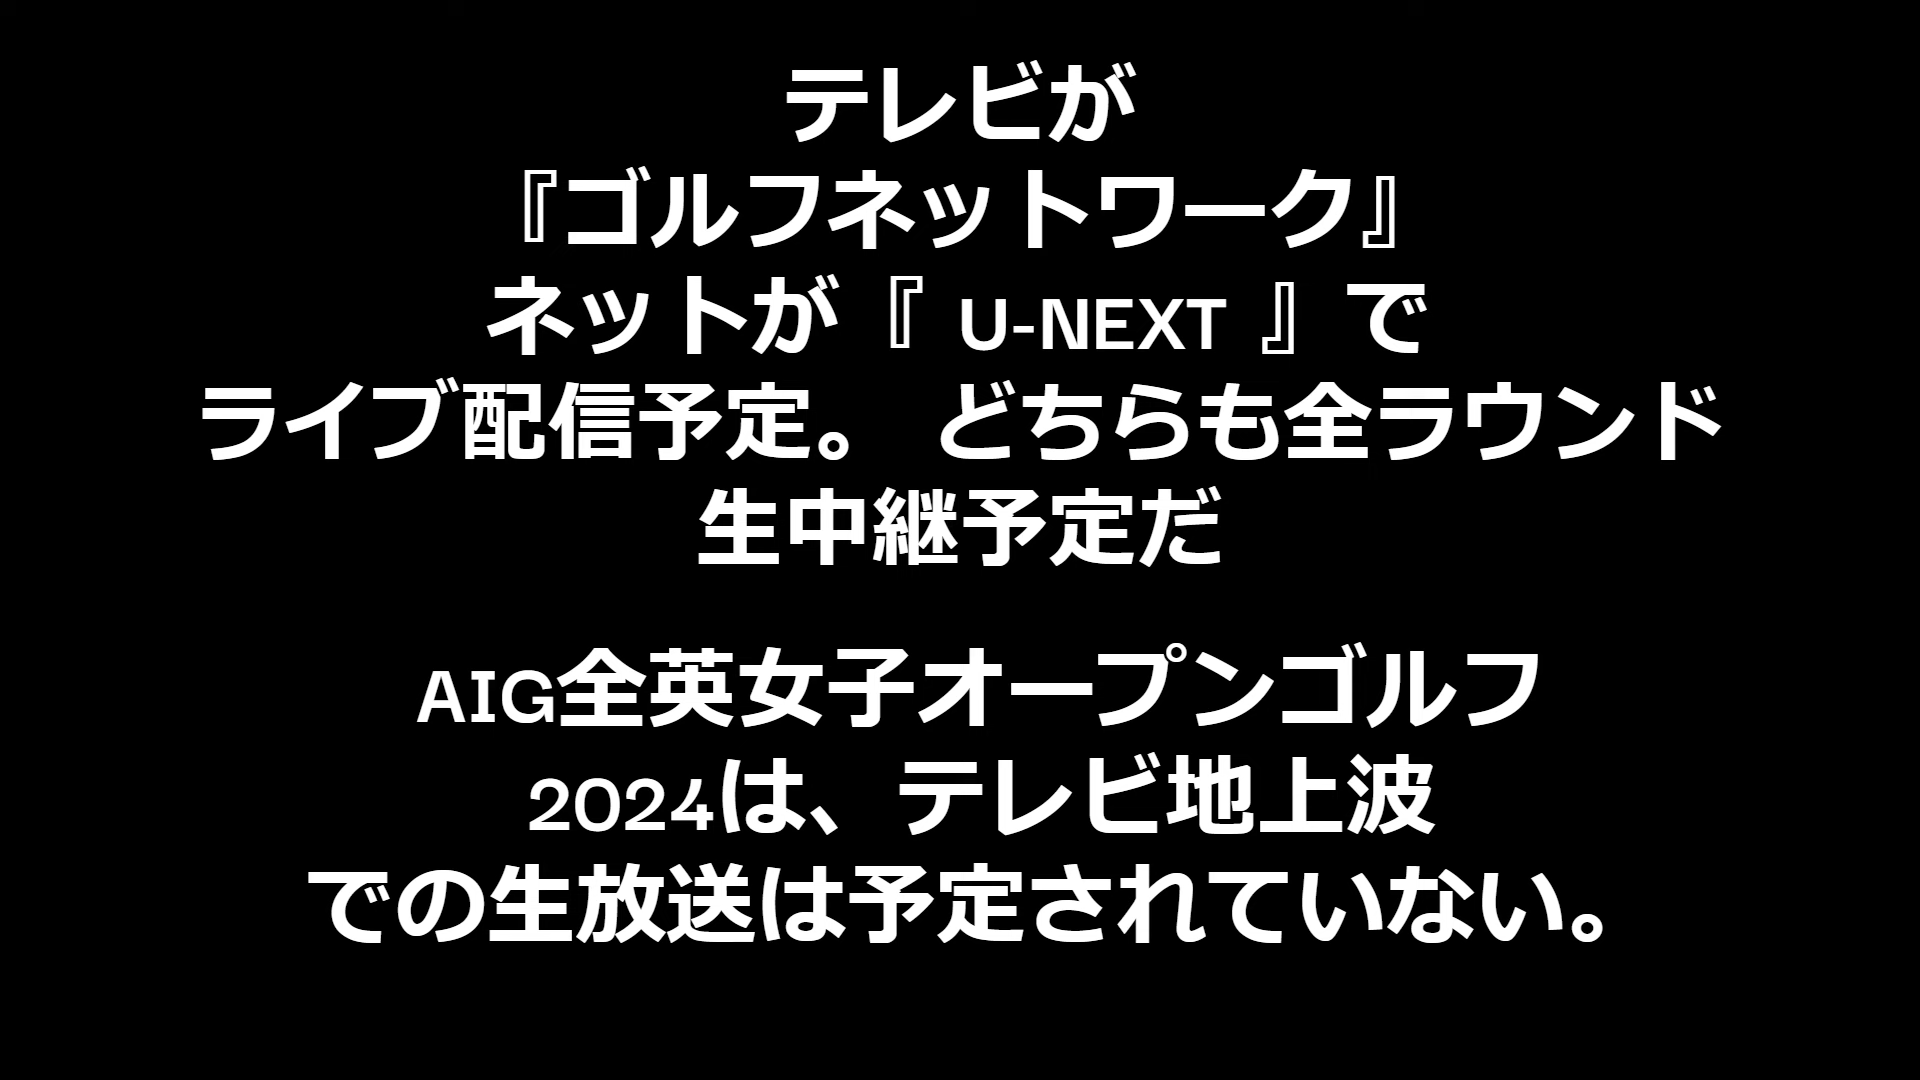 テレビが
『ゴルフネットワーク』
ネットが『 U-NEXT 』で
ライブ配信予定。 どちらも全ラウンド
生中継予定だ
AIG全英女子オープンゴルフ
2024は、テレビ地上波
での生放送は予定されていない。